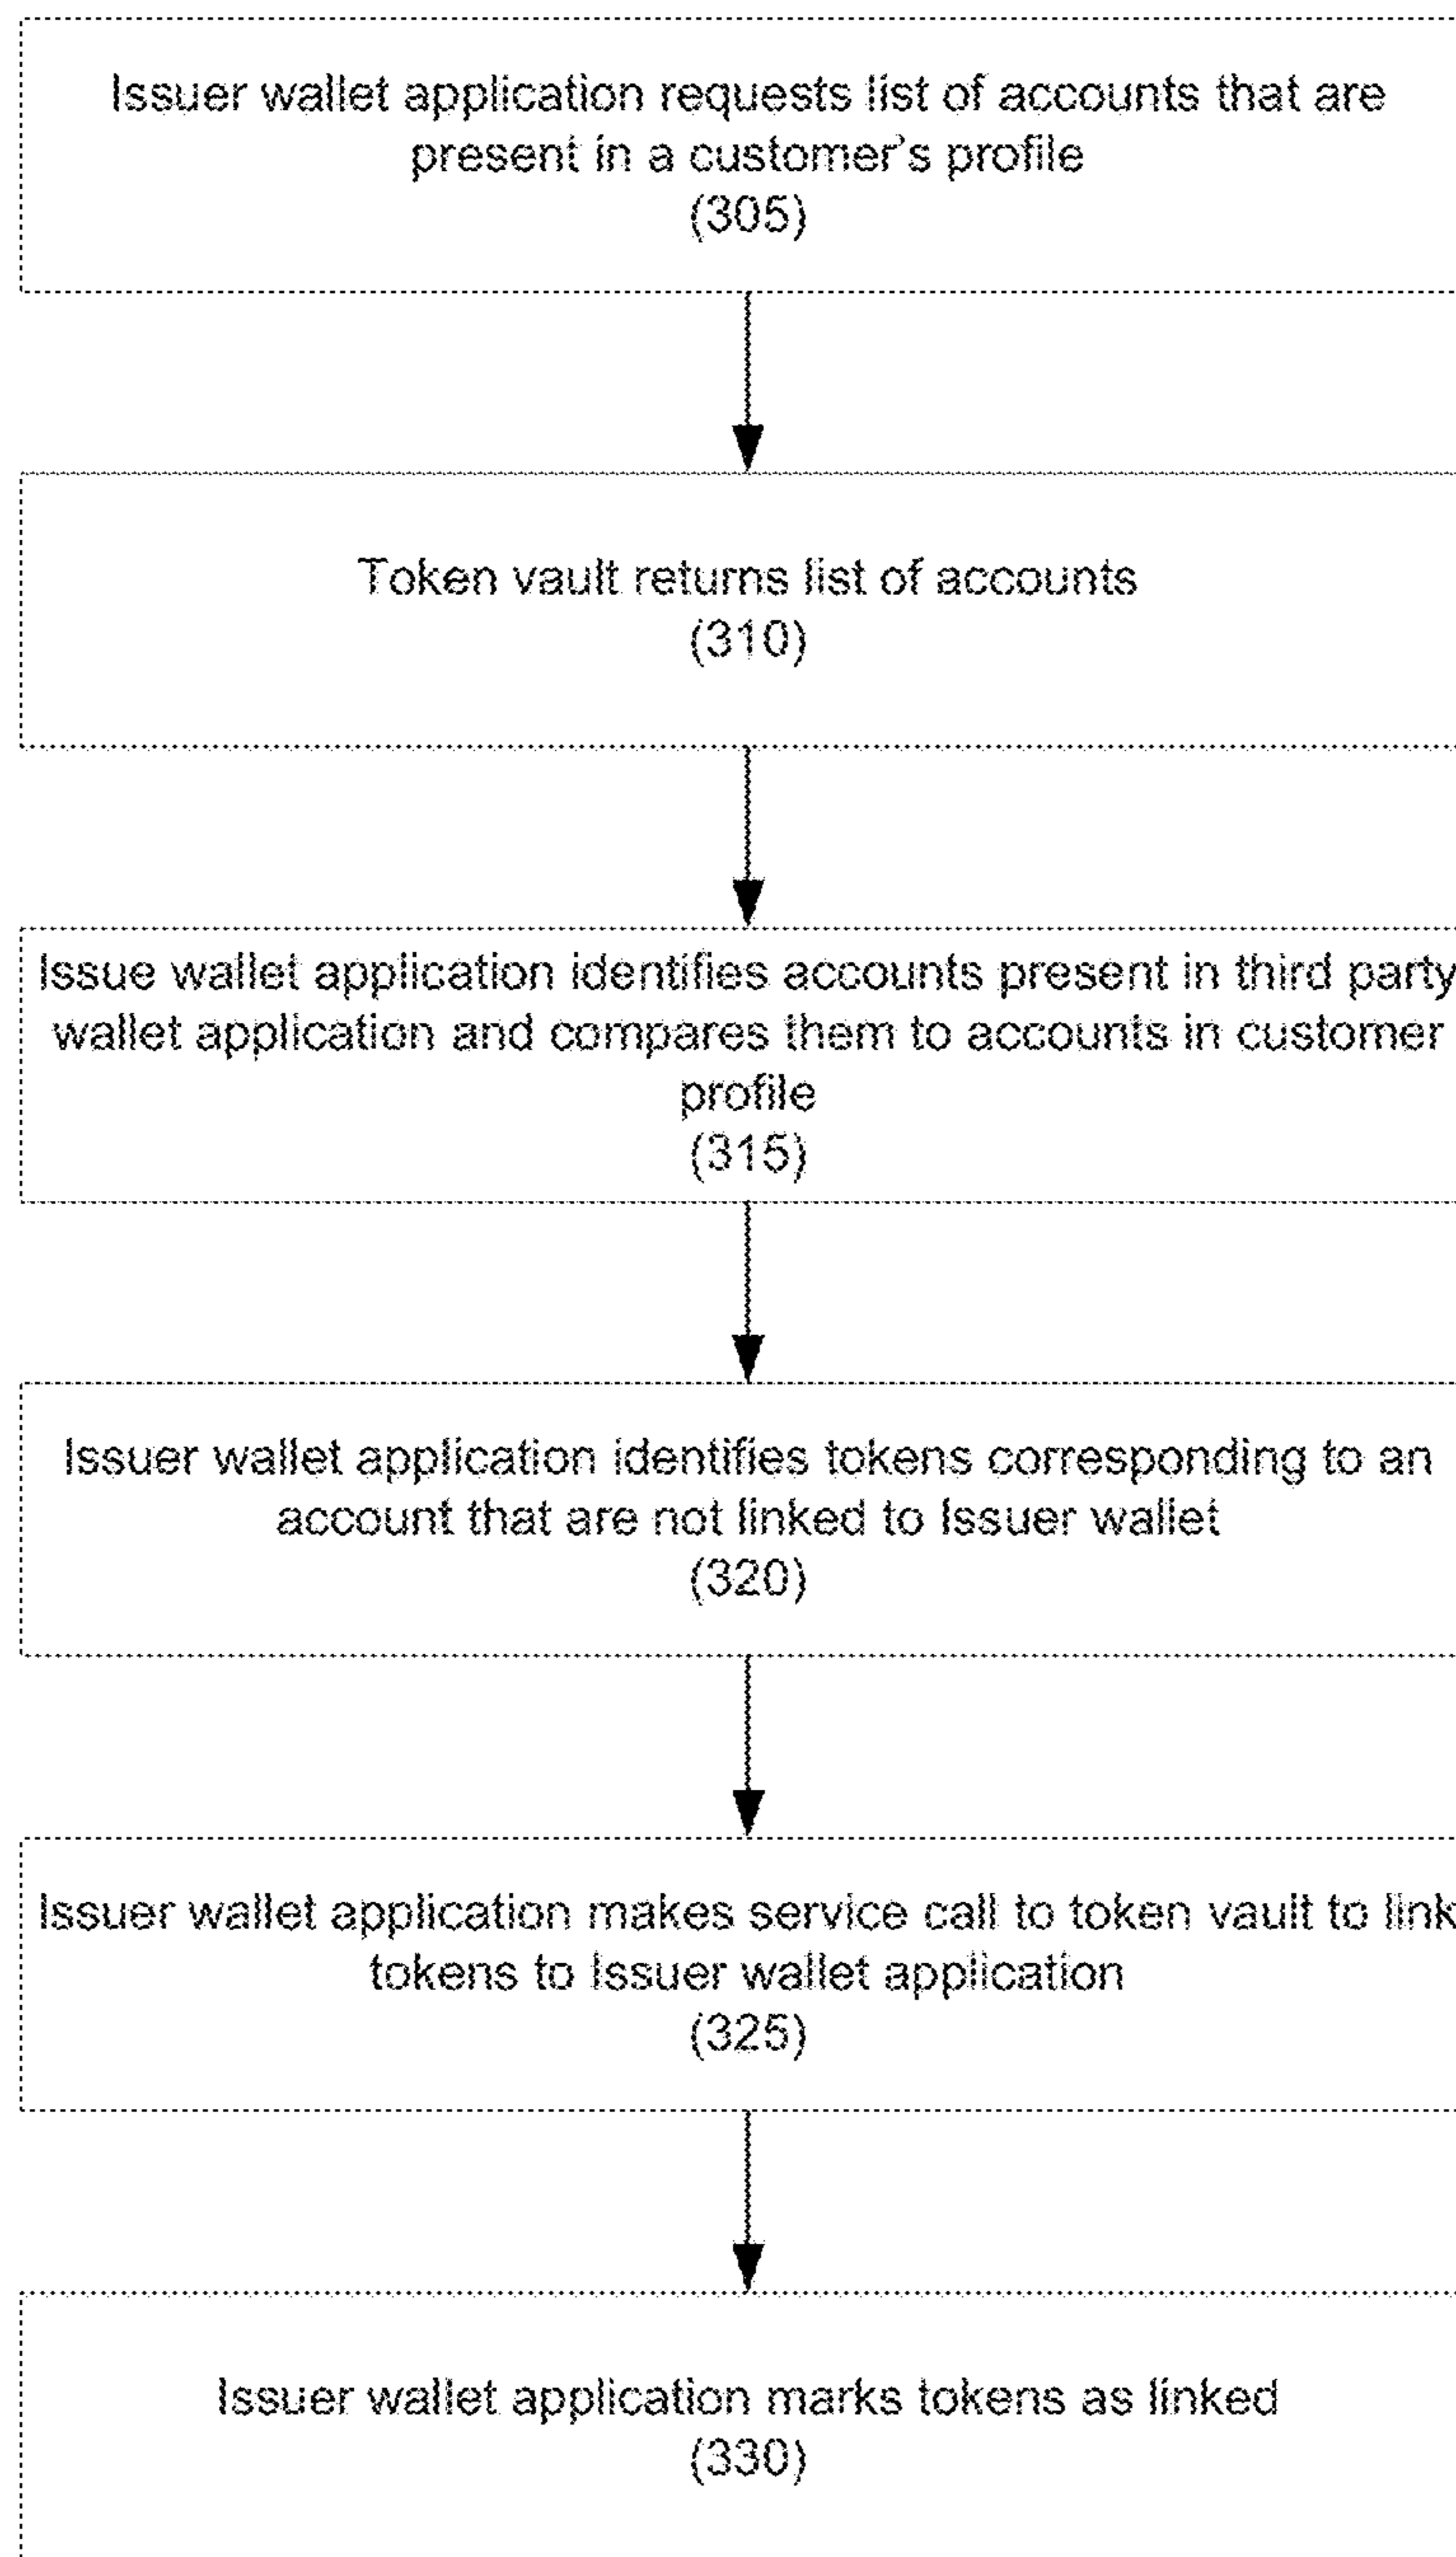 Issuer wallet application requests list of accounts that are
present in a customer's profile
(305)
Token vault returns list of accounts
(310)
Issue wallet application identifies accounts present in third party
wallet application and compares them to accounts in customer
profile
(315)
Issuer wallet application identifies tokens corresponding to an
account that are not linked to Issuer wallet
(320)
Issuer wallet application makes service call to token vault to link
tokens to Issuer wallet application
(325)
Issuer wallet application marks tokens as linked
(330)